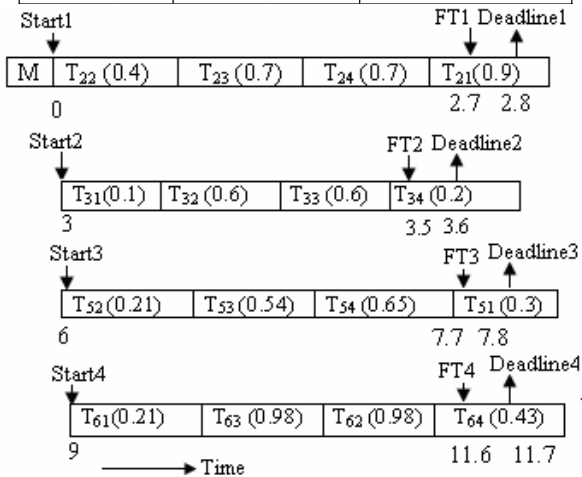 Start1 FT1 Deadline1
M T22 (0.4) T23 (0.7) T24 (0.7) T21(0.9)
0 2.7 2.8
Start2 FT2 Deadline2
T31(0.1) T32 (0.6) T33 (0.6) T34 (0.2)
3 3.5 3.6
Start3 FT3 Deadline3
T52(0.21) T53(0.54) T54(0.65) T51(0.3)
6 7.7 7.8
Start4 FT4 Deadline4
T61(0.21) T63 (0.98) T62(0.98) T64(0.43)
9 Time 11.6 11.7